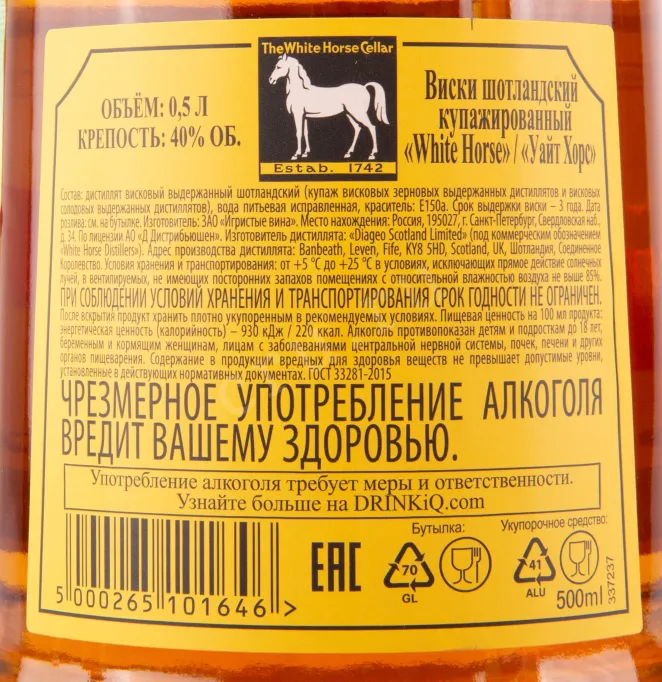 The White Horse Cellar
Estab. 1742
ОБЪЁМ: 0,5 Л
КРЕПОСТЬ: 40% ОБ.
Виски шотландский
купажированный
«White Horse» / «Уайт Хорс»
Состав: дистиллят висковый выдержанный шотландский (купаж висковых зерновых выдержанных дистиллятов и висковых
солодовых выдержанных дистиллятов), вода питьевая исправленная, краситель: Е150а. Срок выдержки виски – 3 года. Дата
розлива: см. на бутылке. Изготовитель: ЗАО «Игристые вина». Место нахождения: Россия, 195027, г. Санкт-Петербург, Свердловская наб.,
д. 34. По лицензии АО «Д Дистрибьюшен». Изготовитель дистиллята: «Diageo Scotland Limited» (под коммерческим обозначением
«White Horse Distillers»). Адрес производства дистиллята: Banbeath, Leven, Fife, KY8 5HD, Scotland, UK, Шотландия, Соединенное
Королевство. Условия хранения и транспортирования: от +5 °С до +25 °С в условиях, исключающих прямое действие солнечных
лучей, в вентилируемых, не имеющих посторонних запахов помещениях с относительной влажностью воздуха не выше 85%.
ПРИ СОБЛЮДЕНИИ УСЛОВИЙ ХРАНЕНИЯ И ТРАНСПОРТИРОВАНИЯ СРОК ГОДНОСТИ НЕ ОГРАНИЧЕН.
После вскрытия продукт хранить плотно укупоренным в рекомендуемых условиях. Пищевая ценность на 100 мл продукта:
энергетическая ценность (калорийность) – 930 кДж / 220 ккал. Алкоголь противопоказан детям и подросткам до 18 лет,
беременным и кормящим женщинам, лицам с заболеваниями центральной нервной системы, почек, печени и других
органов пищеварения. Содержание в продукции вредных для здоровья веществ не превышает допустимые уровни,
установленные в действующих нормативных документах. ГОСТ 33281-2015
ЧРЕЗМЕРНОЕ УПОТРЕБЛЕНИЕ АЛКОГОЛЯ
ВРЕДИТ ВАШЕМУ ЗДОРОВЬЮ.
Употребление алкоголя требует меры и ответственности.
Узнайте больше на DRINKiQ.com
5 000265 101646 >
EAC
Бутылка:
70
GL
Укупорочное средство:
41
ALU
500ml
337237